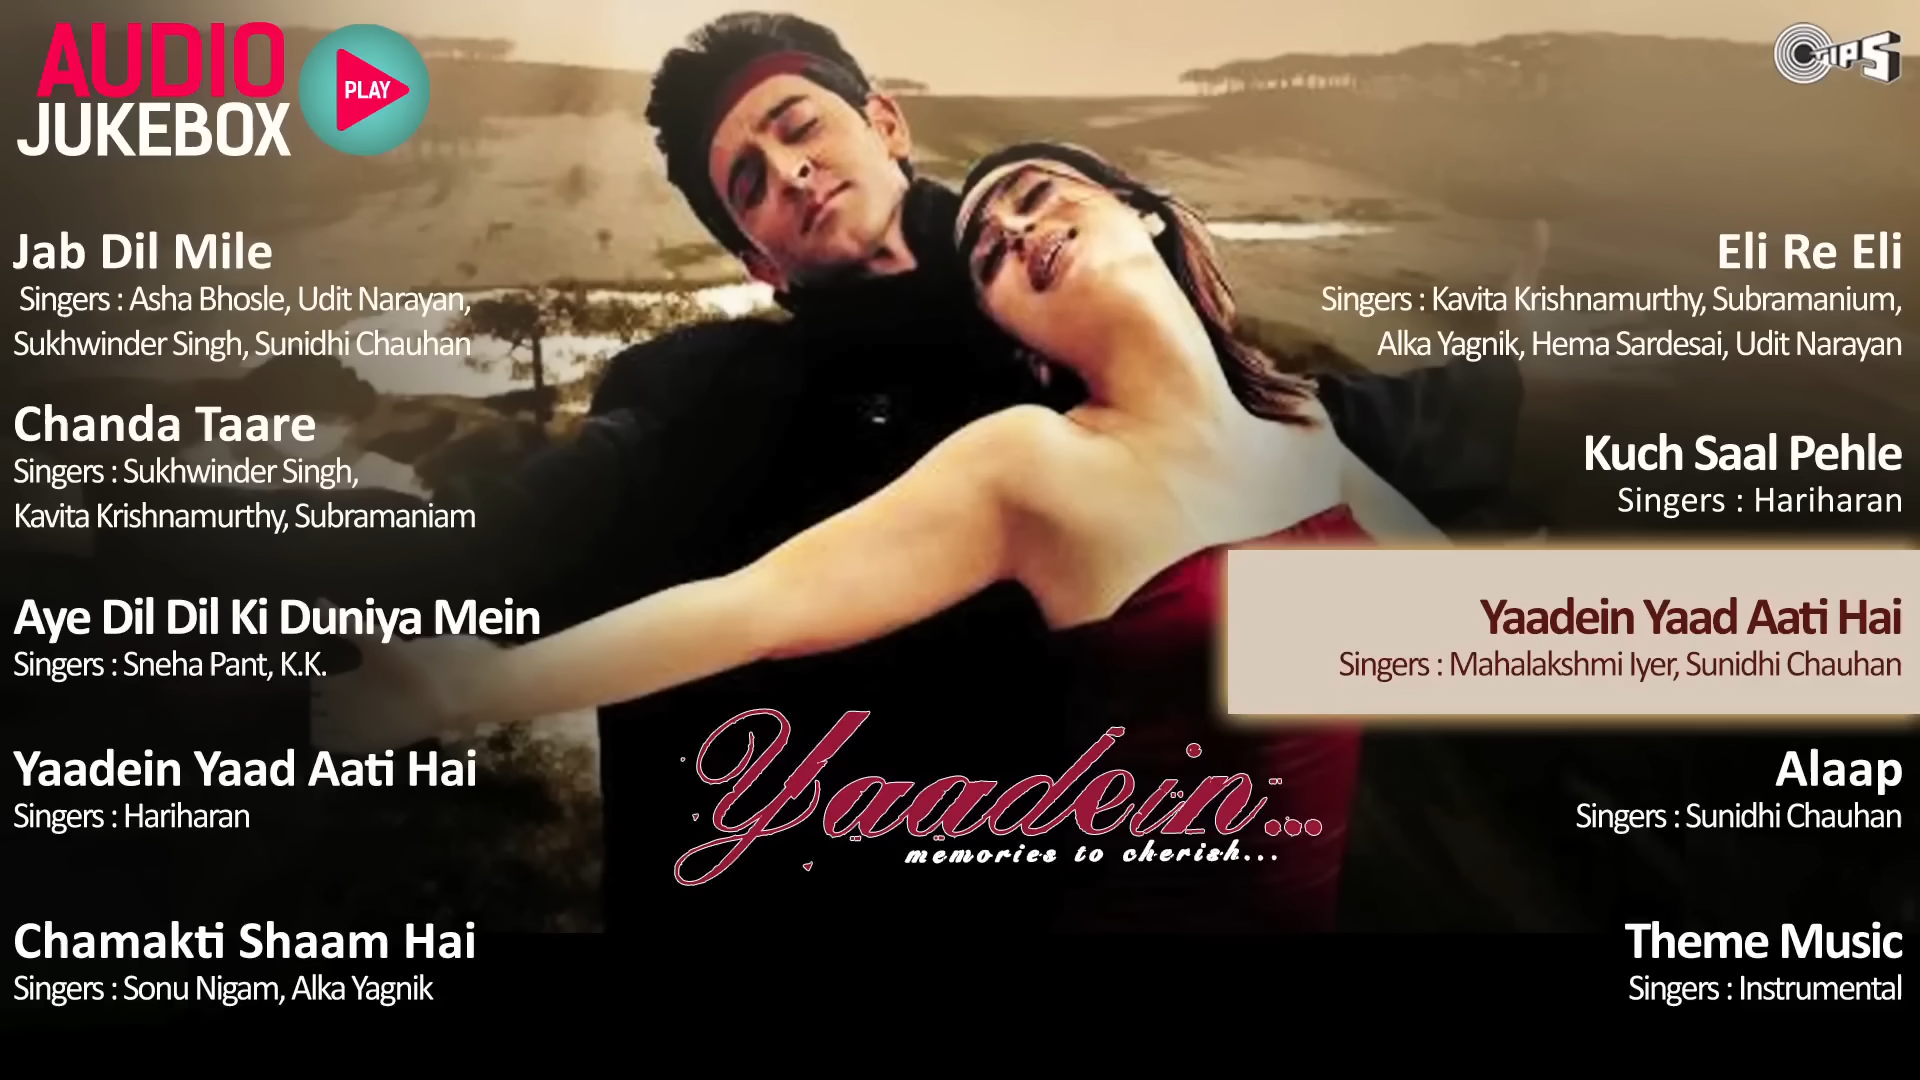 AUDIO
JUKEBOX
PLAY
TIPS
Jab Dil Mile
Singers : Asha Bhosle, Udit Narayan,
Sukhwinder Singh, Sunidhi Chauhan
Chanda Taare
Singers : Sukhwinder Singh,
Kavita Krishnamurthy, Subramaniam
Aye Dil Dil Ki Duniya Mein
Singers : Sneha Pant, K.K.
Yaadein Yaad Aati Hai
Singers : Hariharan
Chamakti Shaam Hai
Singers : Sonu Nigam, Alka Yagnik
Eli Re Eli
Singers : Kavita Krishnamurthy, Subramanium,
Alka Yagnik, Hema Sardesai, Udit Narayan
Kuch Saal Pehle
Singers : Hariharan
Yaadein Yaad Aati Hai
Singers : Mahalakshmi Iyer, Sunidhi Chauhan
Alaap
Singers : Sunidhi Chauhan
Theme Music
Singers : Instrumental
Yaadein...
memories to cherish...